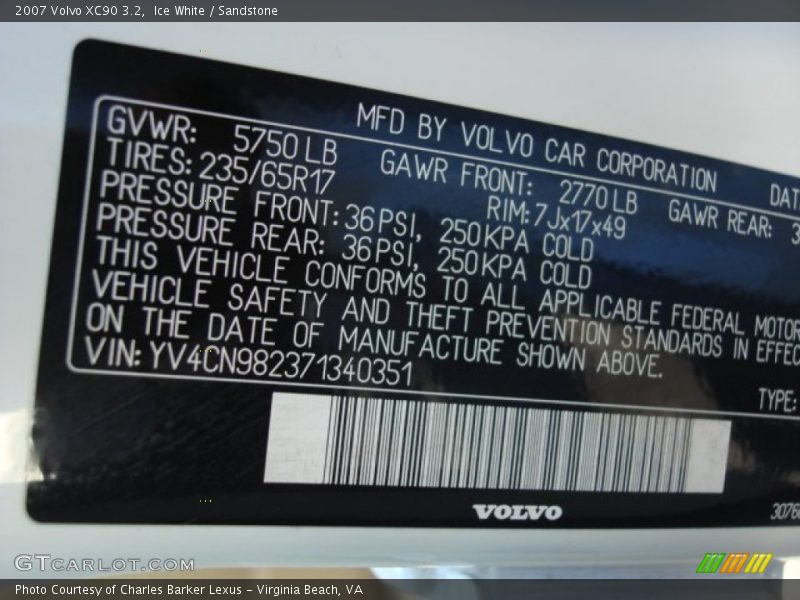 2007 Volvo XC90 3.2, Ice White / Sandstone
MFD BY VOLVO CAR CORPORATION
GVWR: 5750 LB GAWR FRONT: 2770 LB GAWR REAR:
TIRES: 235/65R17 RIM: 7Jx17x49
PRESSURE FRONT: 36 PSI, 250 KPA COLD
PRESSURE REAR: 36 PSI, 250 KPA COLD
THIS VEHICLE CONFORMS TO ALL APPLICABLE FEDERAL MOTOR
VEHICLE SAFETY AND THEFT PREVENTION STANDARDS IN EFFEC
ON THE DATE OF MANUFACTURE SHOWN ABOVE.
VIN: YV4CN982371340351
TYPE:
VOLVO
3076
GTCARLOT.COM
Photo Courtesy of Charles Barker Lexus - Virginia Beach, VA